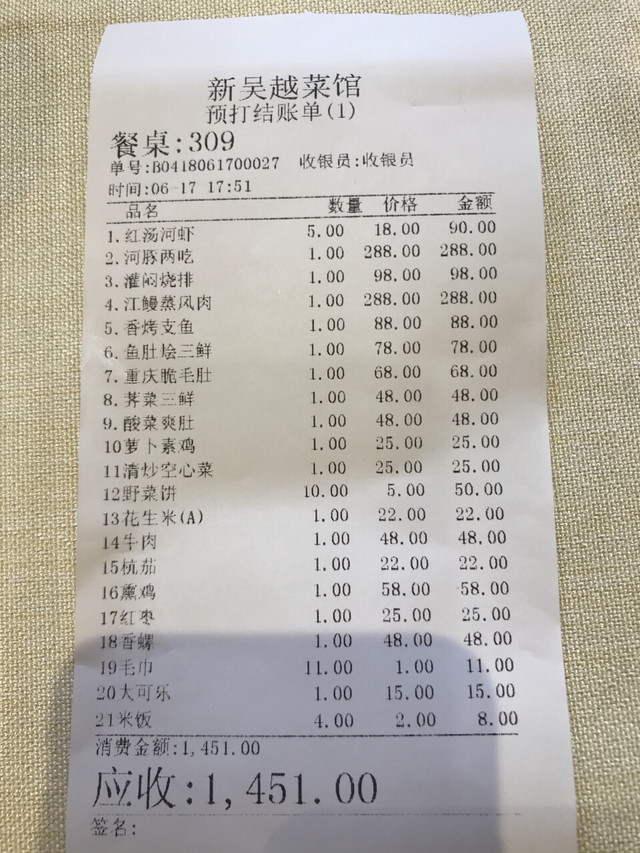 新吴越菜馆
预打结账单(1)
餐桌:309
单号:B0418061700027 收银员:收银员
时间:06-17 17:51
品名 数量 价格 金额
1.红汤河虾 5.00 18.00 90.00
2.河豚两吃 1.00 288.00 288.00
3.灌闷烧排 1.00 98.00 98.00
4.江鳗蒸风肉 1.00 288.00 288.00
5.香烤支鱼 1.00 88.00 88.00
6.鱼肚烩三鲜 1.00 78.00 78.00
7.重庆脆毛肚 1.00 68.00 68.00
8.荠菜三鲜 1.00 48.00 48.00
9.酸菜爽肚 1.00 48.00 48.00
10萝卜素鸡 1.00 25.00 25.00
11清炒空心菜 1.00 25.00 25.00
12野菜饼 10.00 5.00 50.00
13花生米(A) 1.00 22.00 22.00
14牛肉 1.00 48.00 48.00
15杭茄 1.00 22.00 22.00
16熏鸡 1.00 58.00 58.00
17红枣 1.00 25.00 25.00
18香螺 1.00 48.00 48.00
19毛巾 11.00 1.00 11.00
20大可乐 1.00 15.00 15.00
21米饭 4.00 2.00 8.00
消费金额:1,451.00
应收:1,451.00
签名: